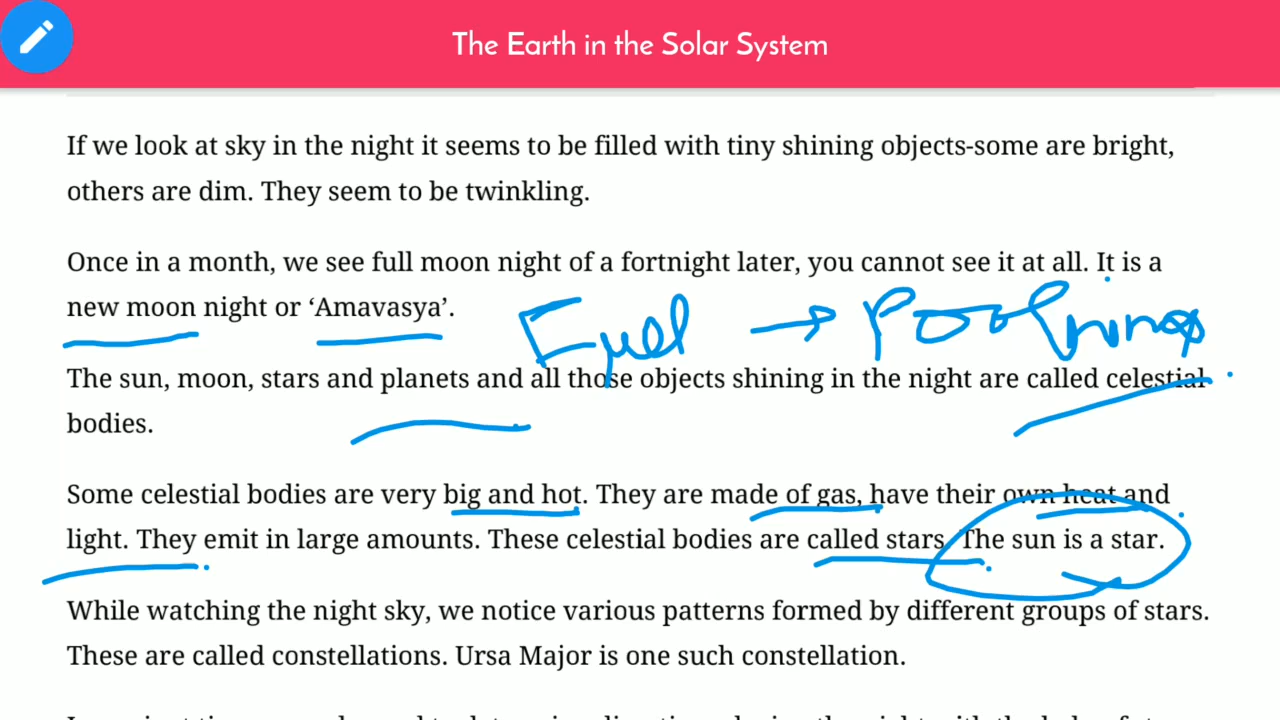 The Earth in the Solar System
If we look at sky in the night it seems to be filled with tiny shining objects-some are bright,
others are dim. They seem to be twinkling.
Once in a month, we see full moon night of a fortnight later, you cannot see it at all. It is a
new moon night or ‘Amavasya’.
The sun, moon, stars and planets and all those objects shining in the night are called celestial
bodies.
Some celestial bodies are very big and hot. They are made of gas, have their own heat and
light. They emit in large amounts. These celestial bodies are called stars. The sun is a star.
While watching the night sky, we notice various patterns formed by different groups of stars.
These are called constellations. Ursa Major is one such constellation.